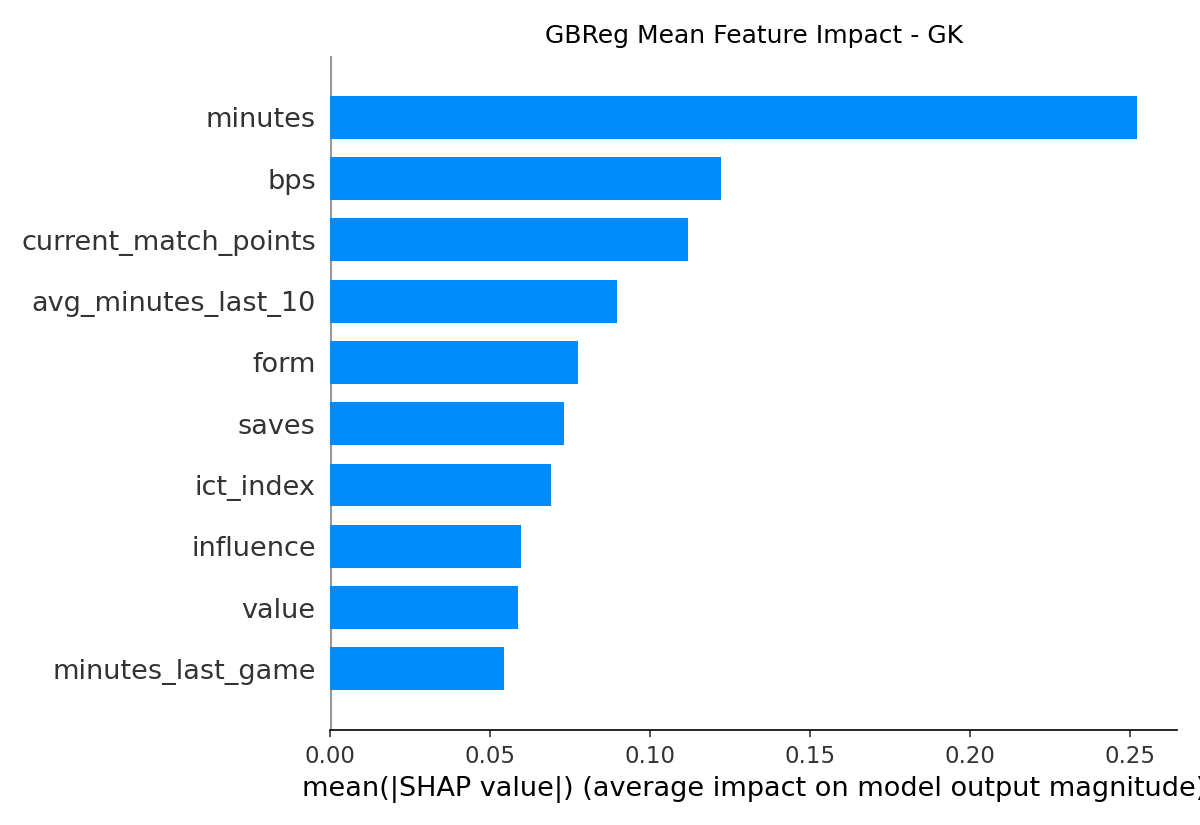 GBReg Mean Feature Impact - GK
minutes
bps
current_match_points
avg_minutes_last_10
form
saves
ict_index
influence
value
minutes_last_game
0.00 0.05 0.10 0.15 0.20 0.25
mean(|SHAP value|) (average impact on model output magnitude)